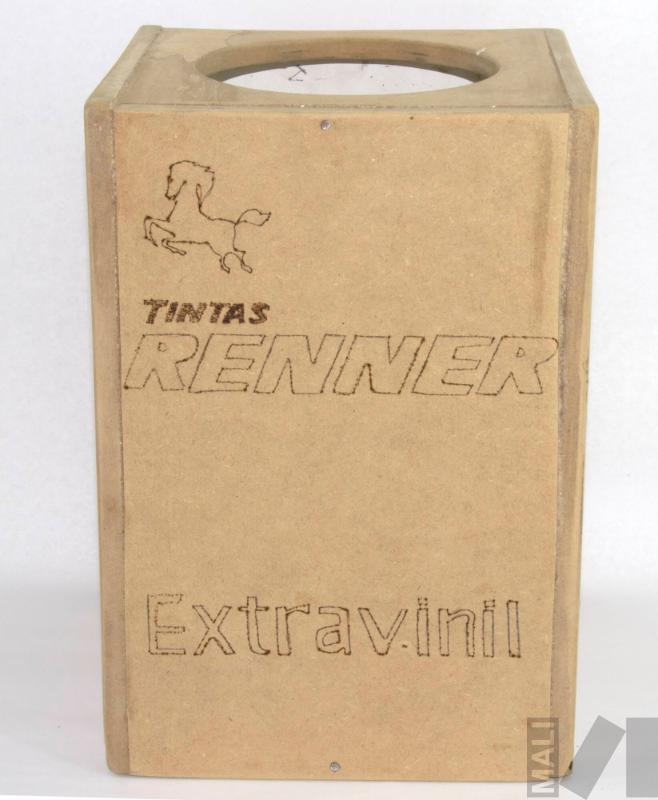 TINTAS
RENNER
Extravinil
MALI